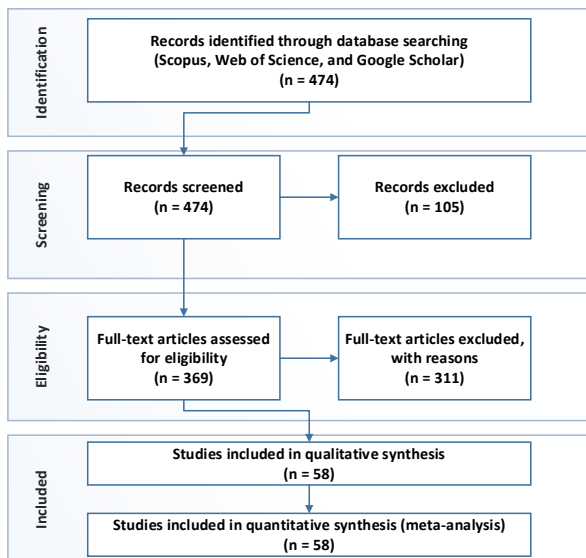 Identification
Records identified through database searching
(Scopus, Web of Science, and Google Scholar)
(n = 474)
Screening
Records screened
(n = 474)
Records excluded
(n = 105)
Eligibility
Full-text articles assessed
for eligibility
(n = 369)
Full-text articles excluded,
with reasons
(n = 311)
Included
Studies included in qualitative synthesis
(n = 58)
Studies included in quantitative synthesis (meta-analysis)
(n = 58)